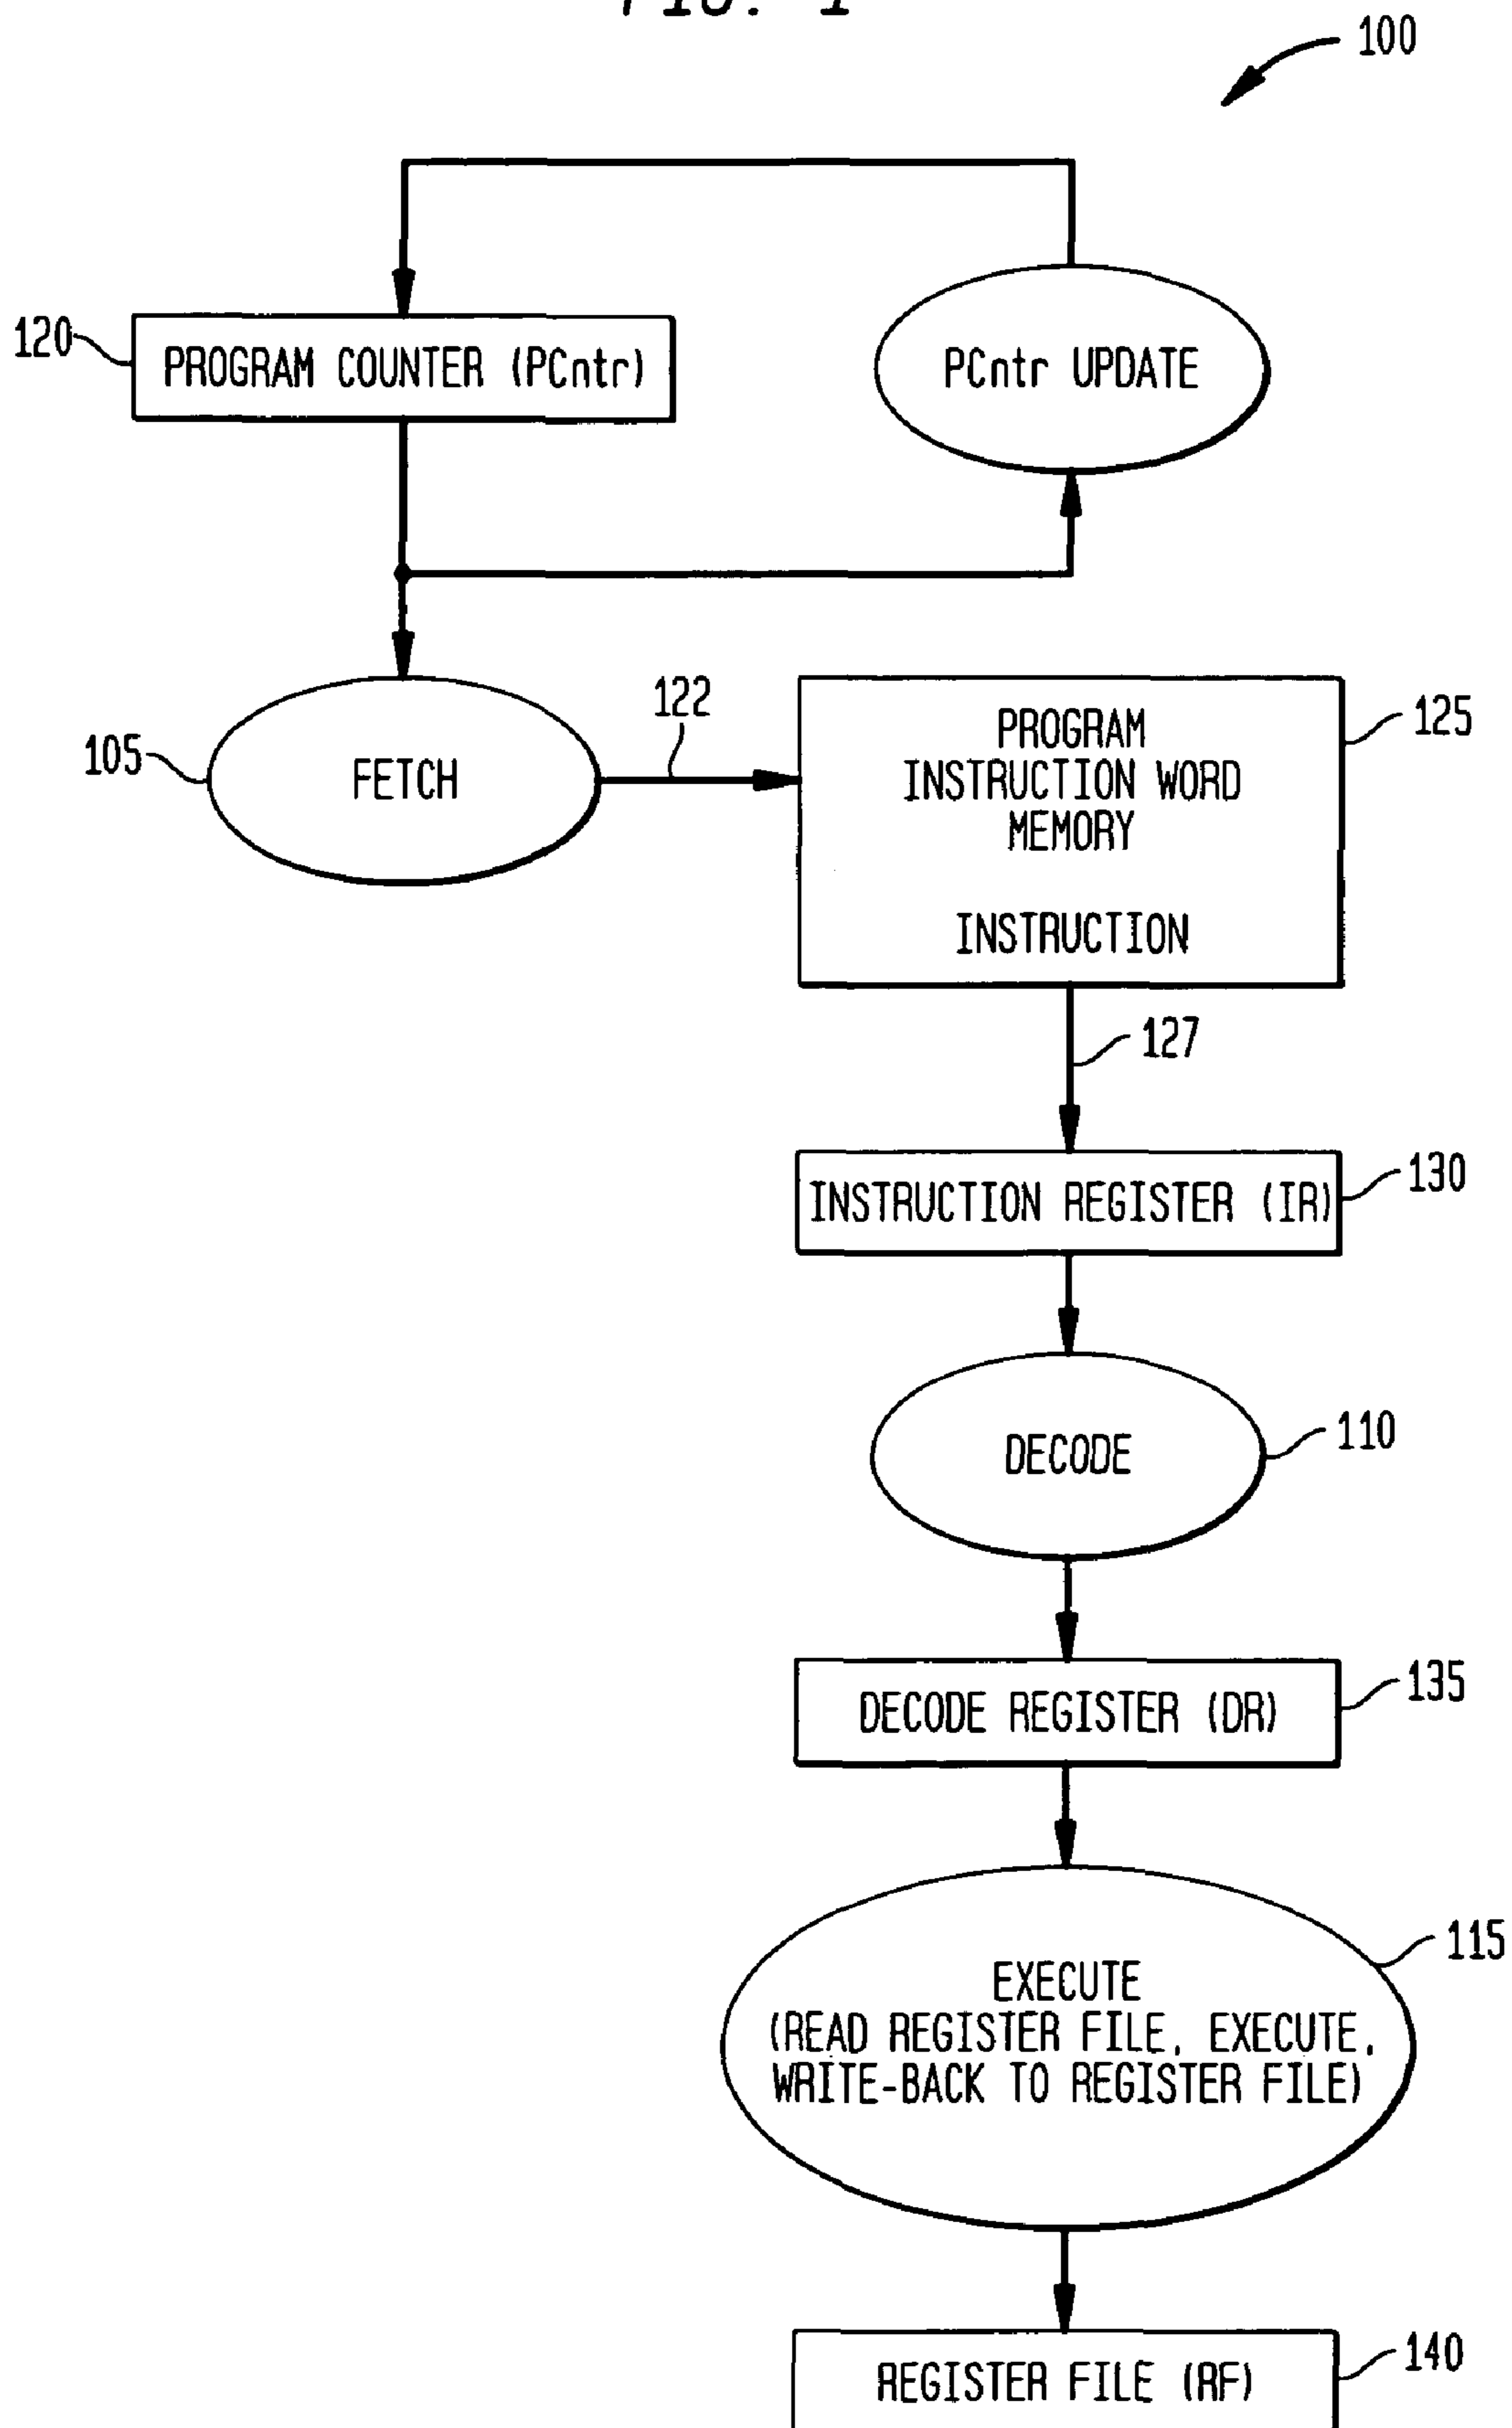 FIG. 1
100
120
PROGRAM COUNTER (PCntr)
PCntr UPDATE
105
FETCH
122
PROGRAM
INSTRUCTION WORD
MEMORY
INSTRUCTION
125
127
INSTRUCTION REGISTER (IR)
130
DECODE
110
DECODE REGISTER (DR)
135
EXECUTE
(READ REGISTER FILE, EXECUTE,
WRITE-BACK TO REGISTER FILE)
115
REGISTER FILE (RF)
140